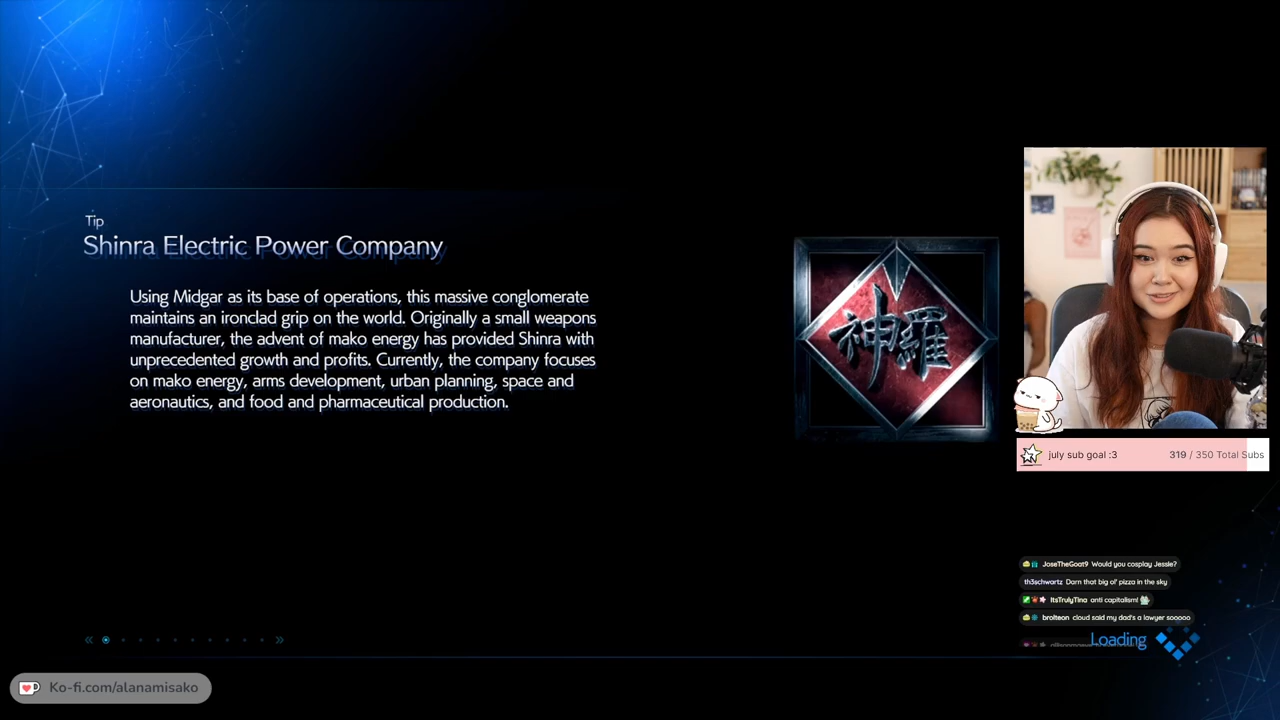 Tip
Shinra Electric Power Company
Using Midgar as its base of operations, this massive conglomerate
maintains an ironclad grip on the world. Originally a small weapons
manufacturer, the advent of mako energy has provided Shinra with
unprecedented growth and profits. Currently, the company focuses
on mako energy, arms development, urban planning, space and
aeronautics, and food and pharmaceutical production.
神羅
july sub goal :3 319 / 350 Total Subs
JoseTheGoat9 Would you cosplay Jessie?
th3schwartz Darn that big ol' pizza in the sky
ItsTrulyTina anti capitalism!
brolteon cloud said my dad's a lawyer sooooo
Loading
Ko-fi.com/alanamisako